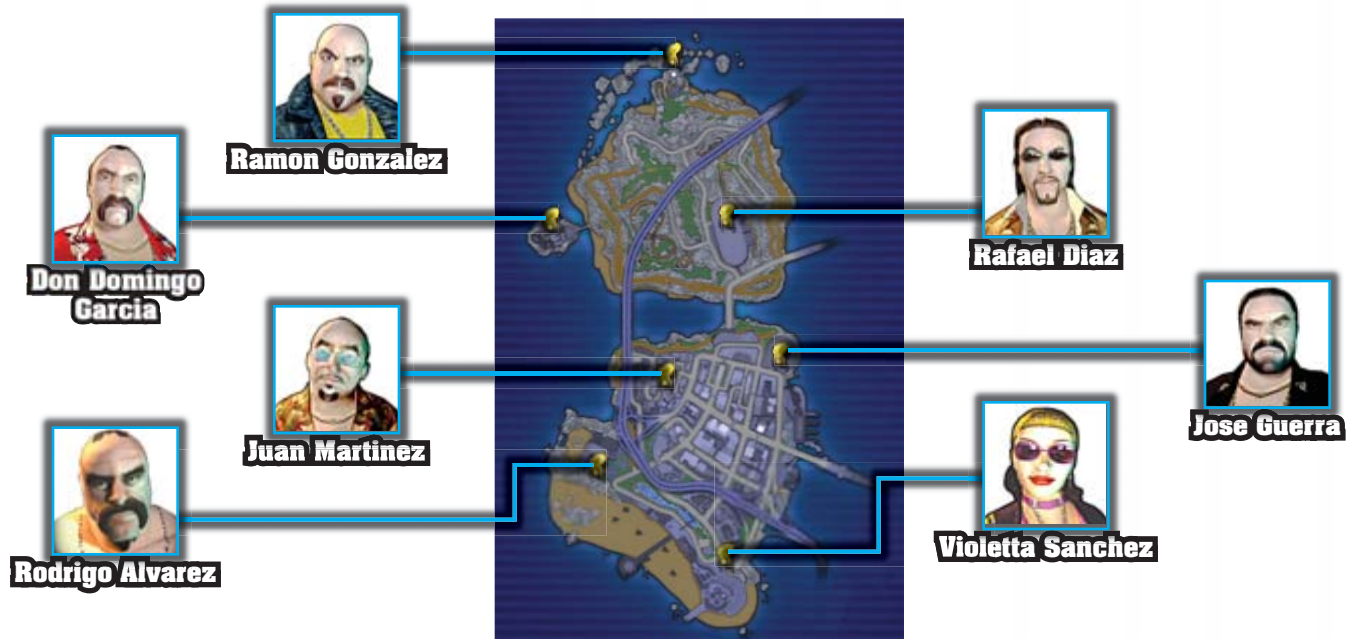 Ramon Gonzalez
Don Domingo
Garcia
Rafael Diaz
Juan Martinez
Jose Guerra
Rodrigo Alvarez
Violetta Sanchez